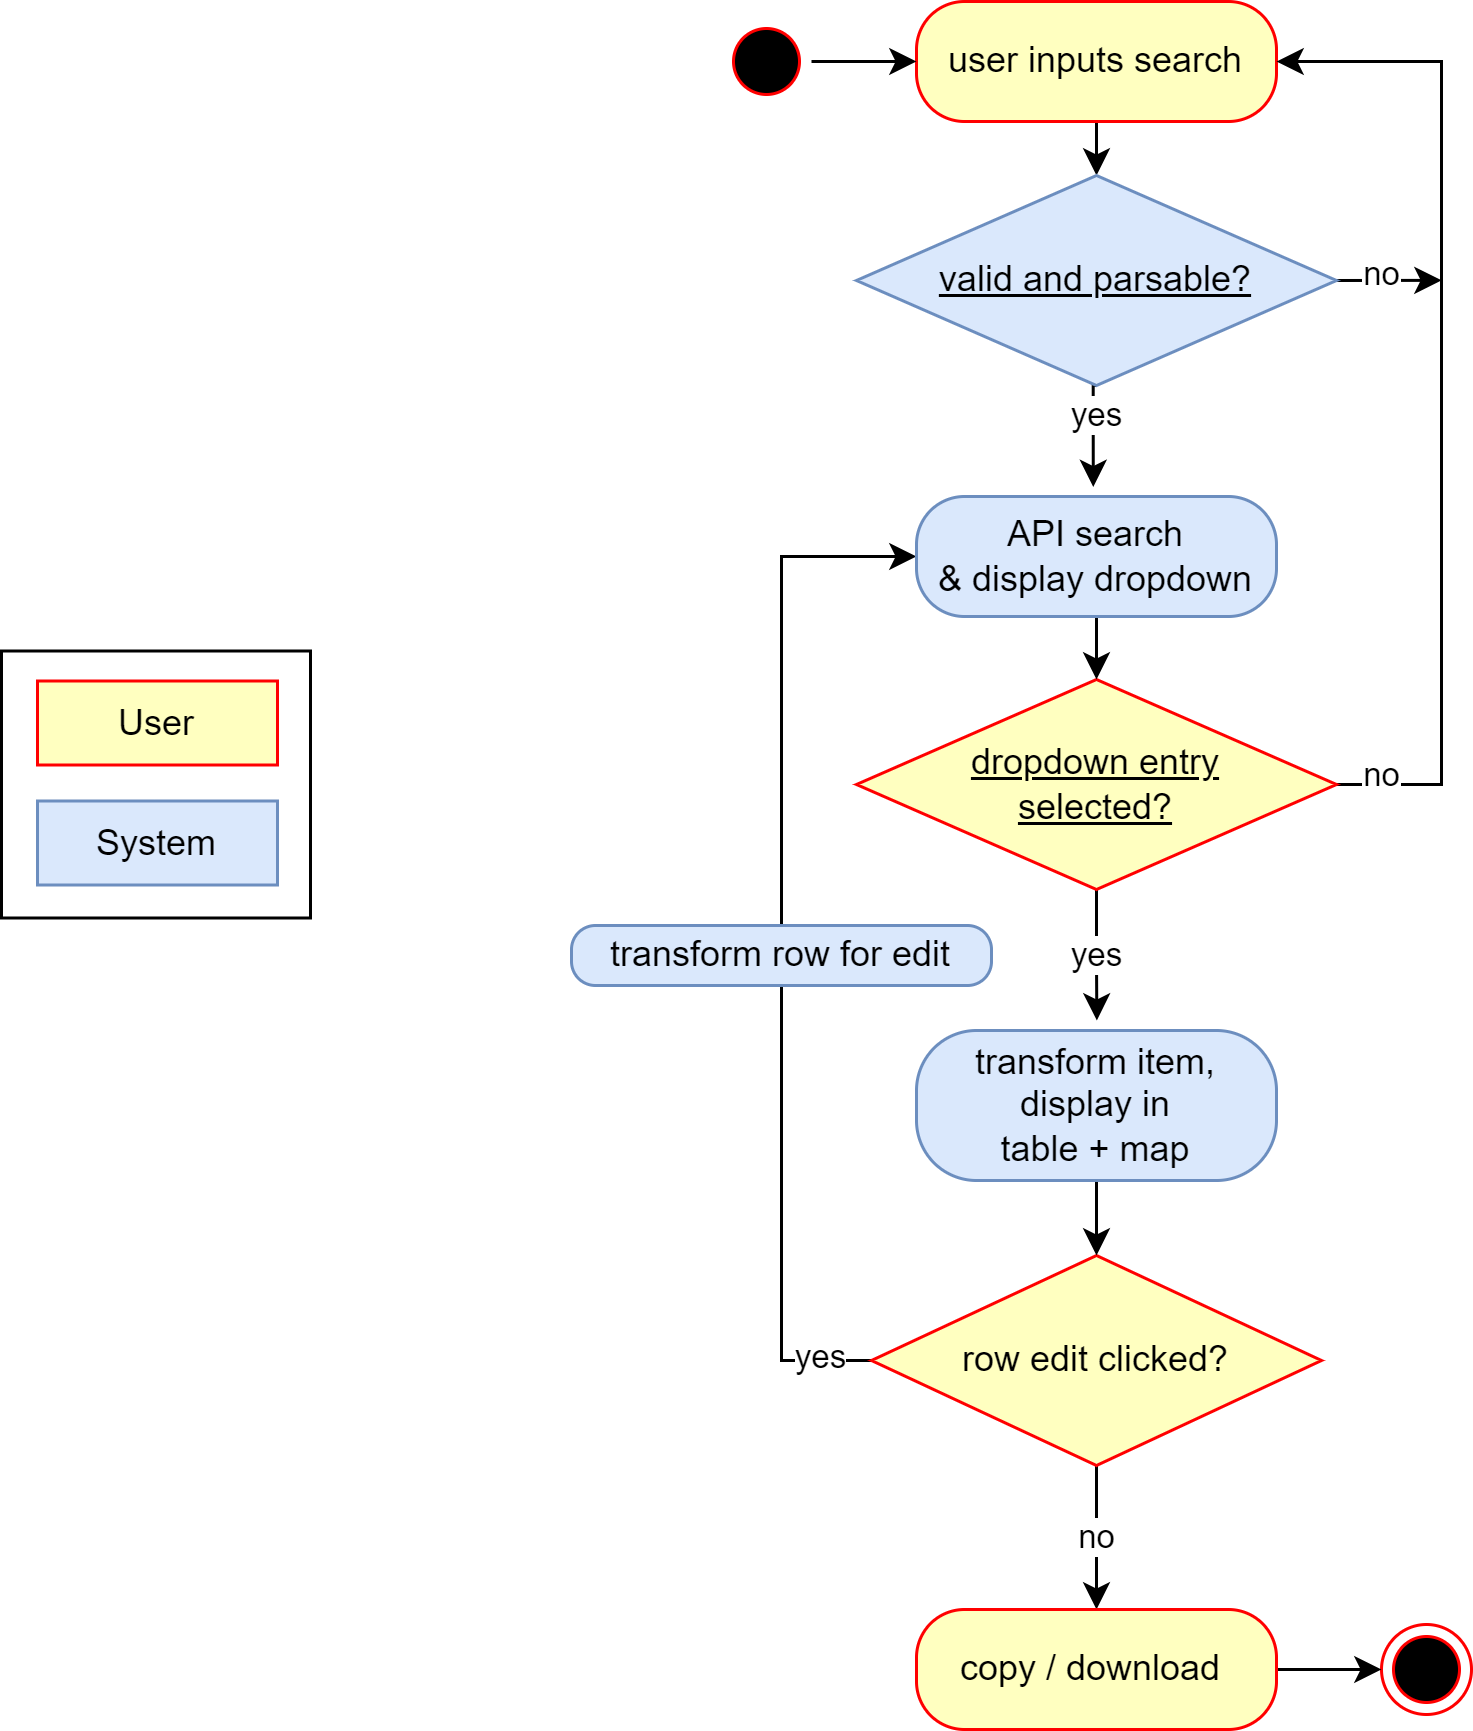 user inputs search
valid and parsable?
no
yes
API search
& display dropdown
User
System
dropdown entry
selected?
no
transform row for edit
yes
transform item,
display in
table + map
row edit clicked?
yes
no
copy / download